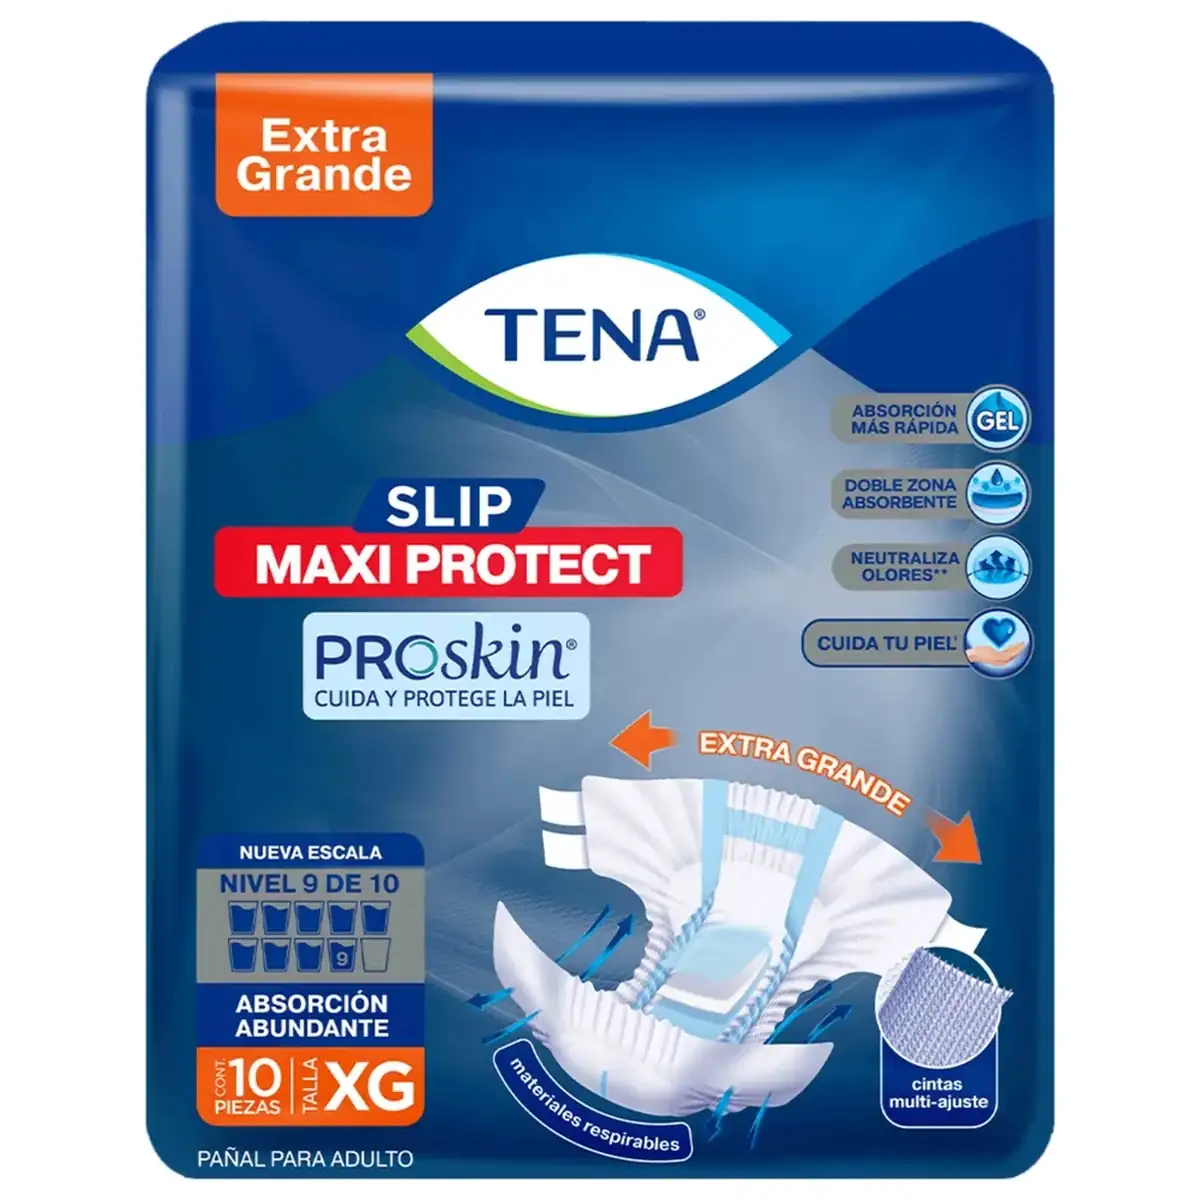 Extra
Grande
TENA®
ABSORCIÓN
MÁS RÁPIDA
GEL
DOBLE ZONA
ABSORBENTE
SLIP
MAXI PROTECT
NEUTRALIZA
OLORES**
PROskin®
CUIDA Y PROTEGE LA PIEL
CUIDA TU PIEL*
EXTRA GRANDE
NUEVA ESCALA
NIVEL 9 DE 10
9
ABSORCIÓN
ABUNDANTE
CONT. 10 PIEZAS
TALLA XG
materiales respirables
cintas
multi-ajuste
PAÑAL PARA ADULTO